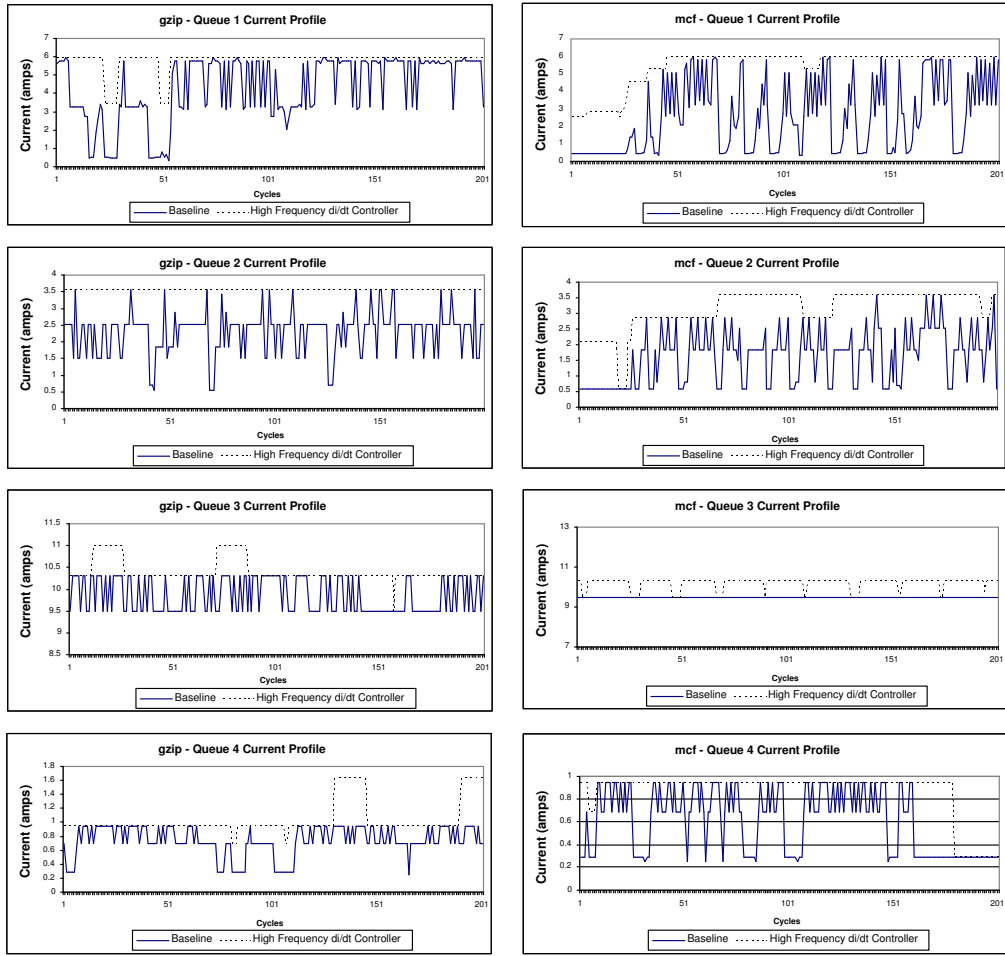 gzip - Queue 1 Current Profile
Current (amps)
7
6
5
4
3
2
1
0
1 51 101 151 201
Cycles
Baseline High Frequency di/dt Controller
mcf - Queue 1 Current Profile
Current (amps)
7
6
5
4
3
2
1
0
1 51 101 151 201
Cycles
Baseline High Frequency di/dt Controller
gzip - Queue 2 Current Profile
Current (amps)
4
3.5
3
2.5
2
1.5
1
0.5
0
1 51 101 151
Cycles
Baseline High Frequency di/dt Controller
mcf - Queue 2 Current Profile
Current (amps)
4
3.5
3
2.5
2
1.5
1
0.5
0
1 51 101 151
Cycles
Baseline High Frequency di/dt Controller
gzip - Queue 3 Current Profile
Current (amps)
11.5
11
10.5
10
9.5
9
8.5
1 51 101 151 201
Cycles
Baseline High Frequency di/dt Controller
mcf - Queue 3 Current Profile
Current (amps)
13
11
9
7
1 51 101 151 201
Cycles
Baseline High Frequency di/dt Controller
gzip - Queue 4 Current Profile
Current (amps)
1.8
1.6
1.4
1.2
1
0.8
0.6
0.4
0.2
0
1 51 101 151 201
Cycles
Baseline High Frequency di/dt Controller
mcf - Queue 4 Current Profile
Current (amps)
1
0.8
0.6
0.4
0.2
0
1 51 101 151 201
Cycles
Baseline High Frequency di/dt Controller